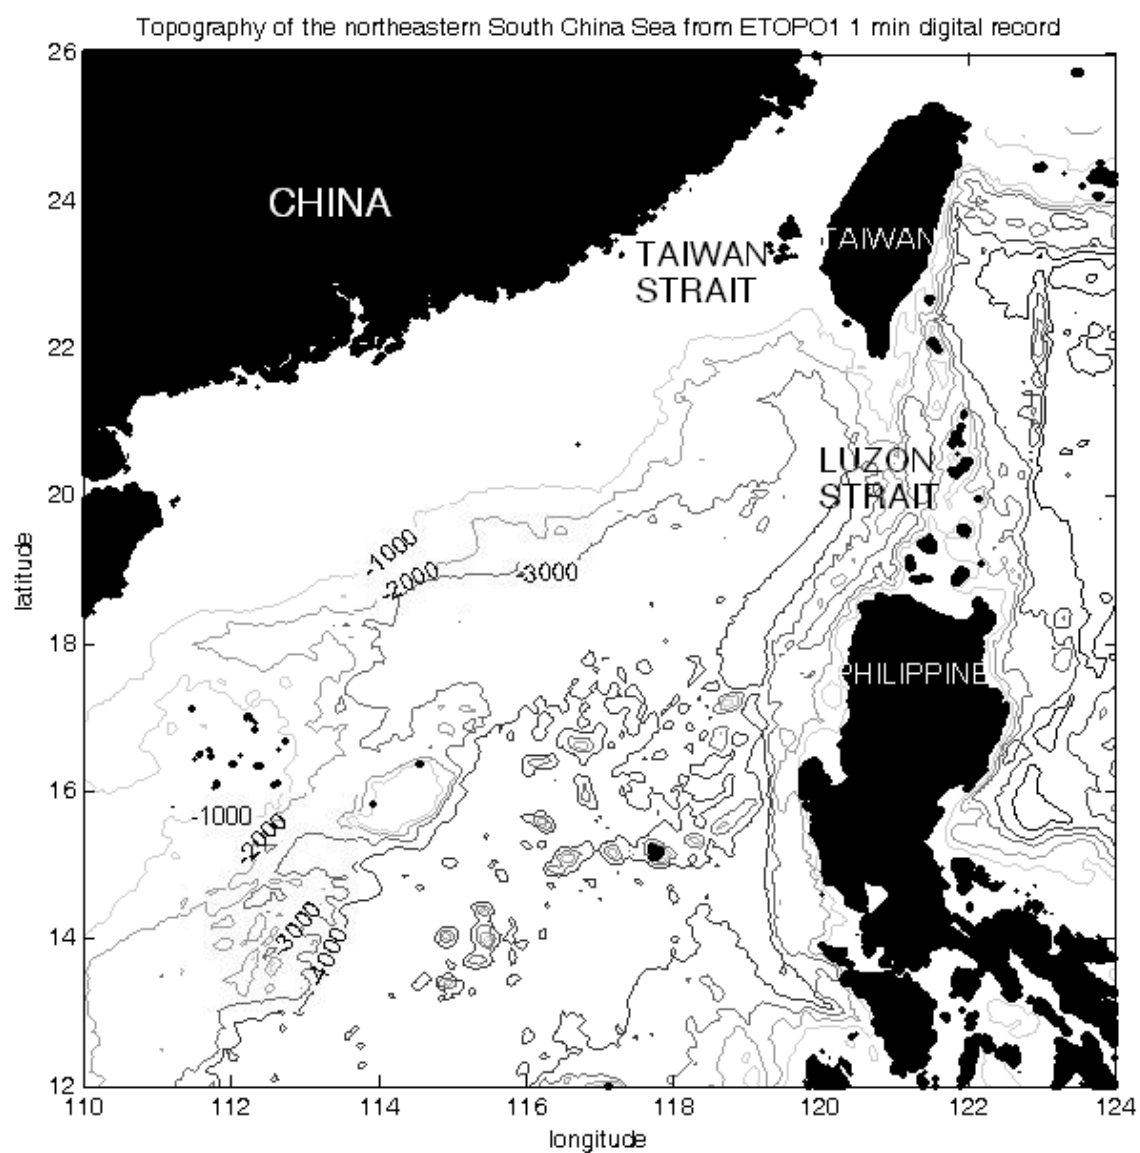 Topography of the northeastern South China Sea from ETOPO1 1 min digital record
26
24
22
20
18
16
14
12
latitude
CHINA
TAIWAN
STRAIT
TAIWAN
LUZON
STRAIT
-1000
-2000
-3000
PHILIPPINE
-1000
-2000
-3000
-4000
110
112
114
116
118
120
122
124
longitude